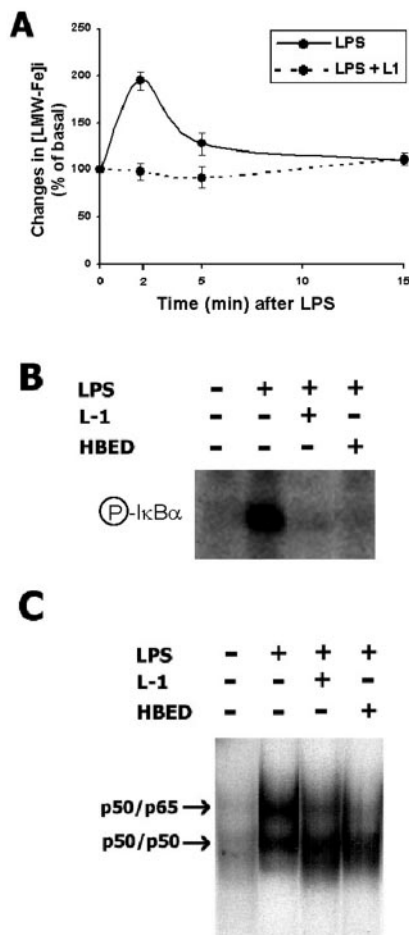 A
LPS
LPS + L1
Changes in [LMW-Fe]i
(% of basal)
250
200
150
100
50
0
0 2 5 10 15
Time (min) after LPS
B
LPS - + + +
L-1 - - + -
HBED - - - +
P-IκBα
C
LPS - + + +
L-1 - - + -
HBED - - - +
p50/p65→
p50/p50→